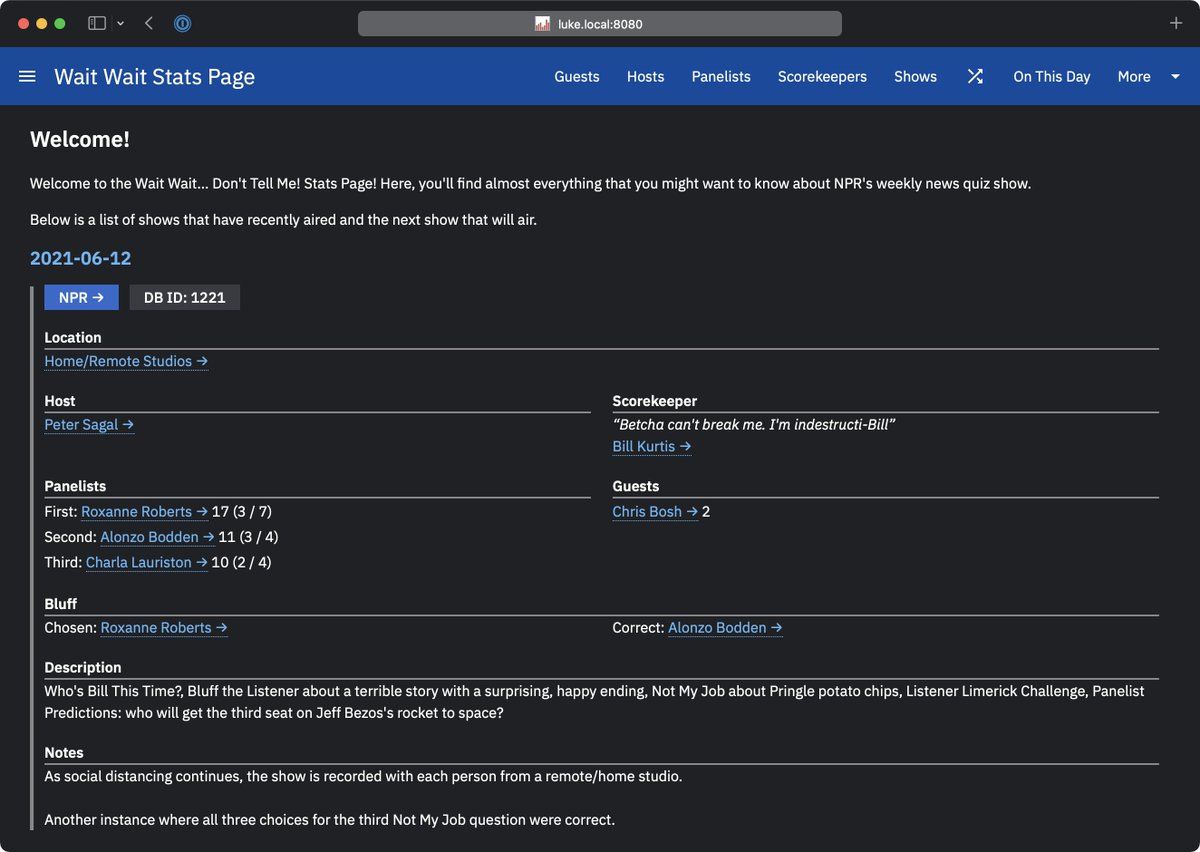 luke.local:8080
Wait Wait Stats Page
Guests Hosts Panelists Scorekeepers Shows On This Day More
Welcome!
Welcome to the Wait Wait... Don't Tell Me! Stats Page! Here, you'll find almost everything that you might want to know about NPR's weekly news quiz show.
Below is a list of shows that have recently aired and the next show that will air.
2021-06-12
NPR → DB ID: 1221
Location
Home/Remote Studios →
Host
Peter Sagal →
Scorekeeper
“Betcha can't break me. I'm indestructi-Bill”
Bill Kurtis →
Panelists
First: Roxanne Roberts → 17 (3 / 7)
Second: Alonzo Bodden → 11 (3 / 4)
Third: Charla Lauriston → 10 (2 / 4)
Guests
Chris Bosh → 2
Bluff
Chosen: Roxanne Roberts →
Correct: Alonzo Bodden →
Description
Who's Bill This Time?, Bluff the Listener about a terrible story with a surprising, happy ending, Not My Job about Pringle potato chips, Listener Limerick Challenge, Panelist
Predictions: who will get the third seat on Jeff Bezos's rocket to space?
Notes
As social distancing continues, the show is recorded with each person from a remote/home studio.
Another instance where all three choices for the third Not My Job question were correct.